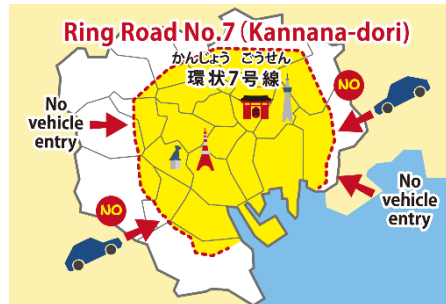 Ring Road No.7 (Kannana-dori)
かんじょう ごうせん
環状7号線
NO
No
vehicle
entry
NO
No
vehicle
entry